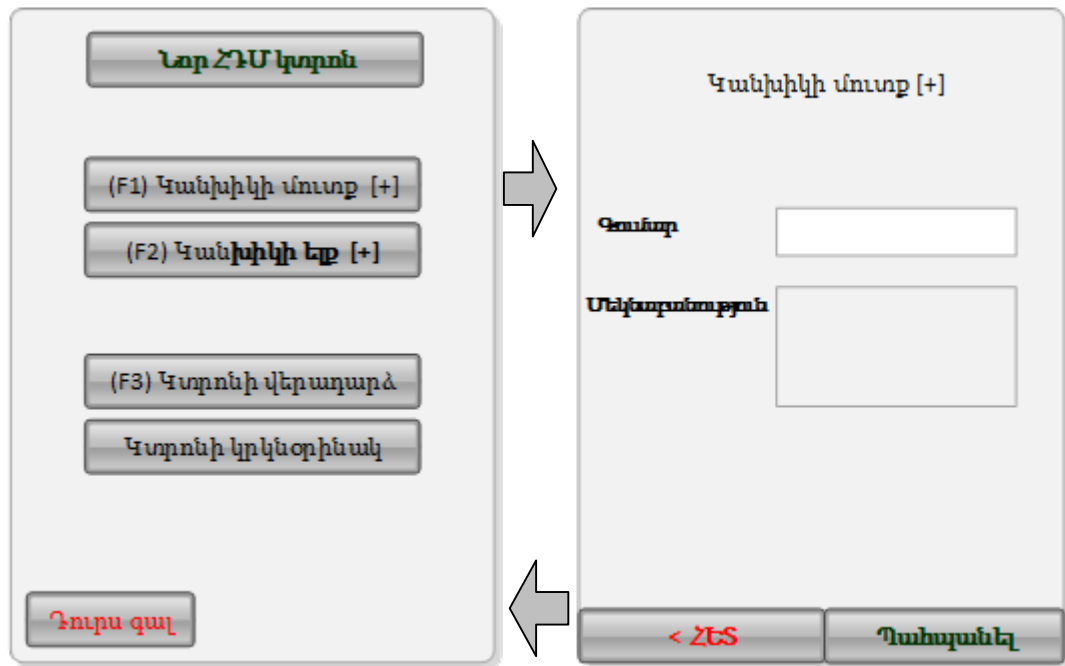 Նոր ՀԴՄ կտրոն
(F1) Կանխիկի մուտք [+]
(F2) Կանխիկի ելք [+]
(F3) Կտրոնի վերադարձ
Կտրոնի կրկնօրինակ
Դուրս գալ
Կանխիկի մուտք [+]
Գումար
Մեկնաբանություն
< ՀԵՏ
Պահպանել